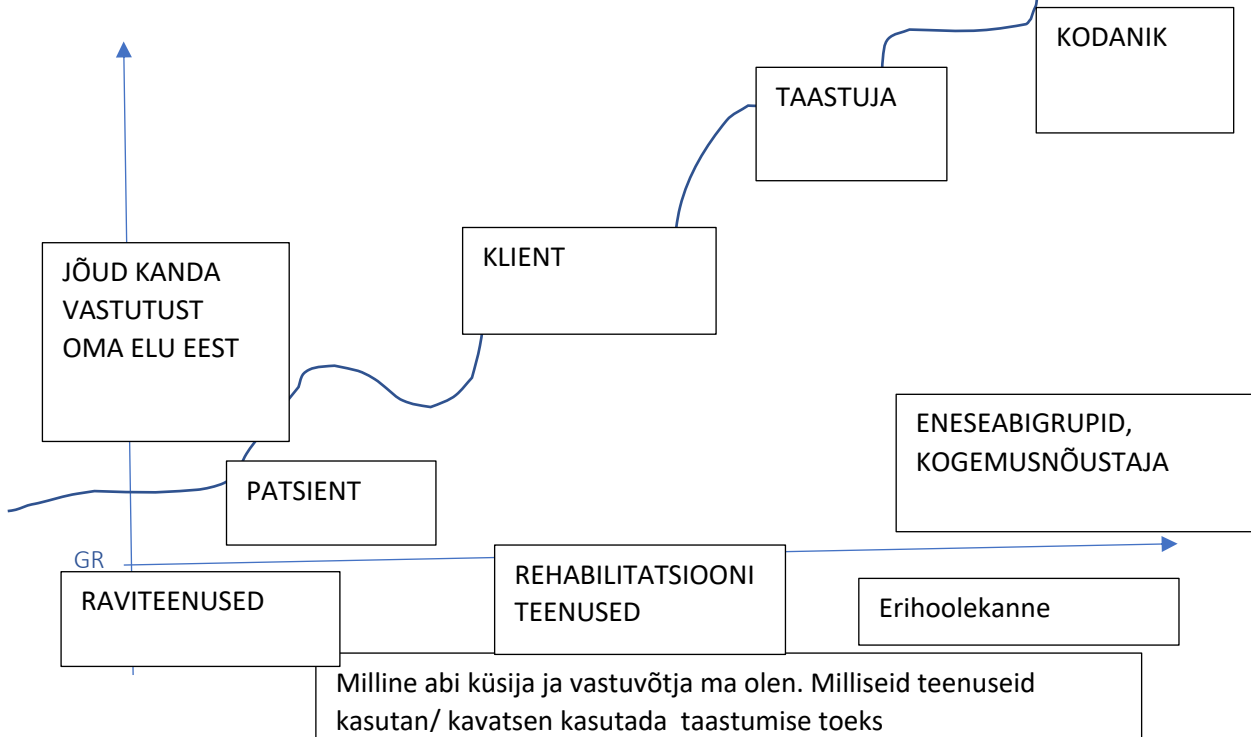 KODANIK
TAASTUJA
KLIENT
JÕUD KANDA
VASTUTUST
OMA ELU EEST
PATSIENT
ENESEABIGRUPID,
KOGEMUSNÕUSTAJA
GR
RAVITEENUSED
REHABILITATSIOONI
TEENUSED
Erihoolekanne
Milline abi küsija ja vastuvõtja ma olen. Milliseid teenuseid
kasutan/ kavatsen kasutada  taastumise toeks